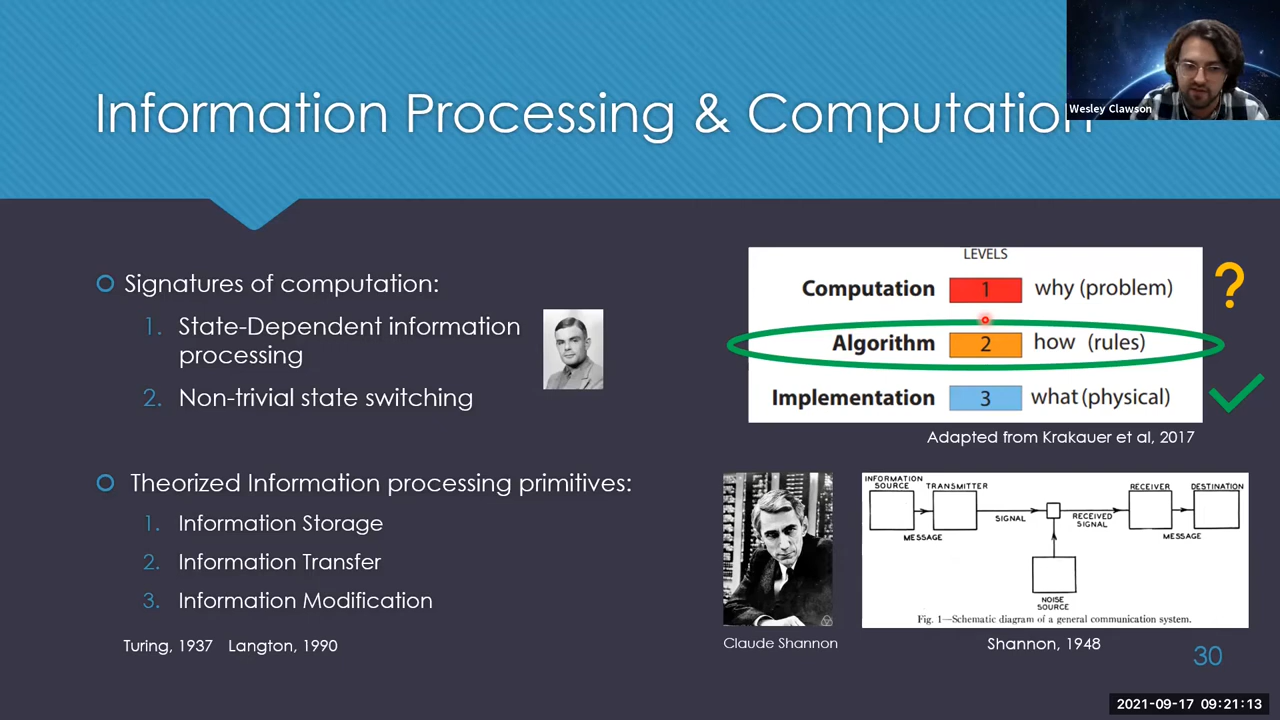 Information Processing & Computation
Wesley Clawson
Signatures of computation:
1. State-Dependent information
processing
2. Non-trivial state switching
Theorized Information processing primitives:
1. Information Storage
2. Information Transfer
3. Information Modification
Turing, 1937 Langton, 1990
LEVELS
Computation 1 why (problem)
?
Algorithm 2 how (rules)
Implementation 3 what (physical)
Adapted from Krakauer et al, 2017
Claude Shannon
INFORMATION
SOURCE
TRANSMITTER
RECEIVER
DESTINATION
SIGNAL
RECEIVED
SIGNAL
MESSAGE
MESSAGE
NOISE
SOURCE
Fig. 1—Schematic diagram of a general communication system.
Shannon, 1948
30
2021-09-17 09:21:13